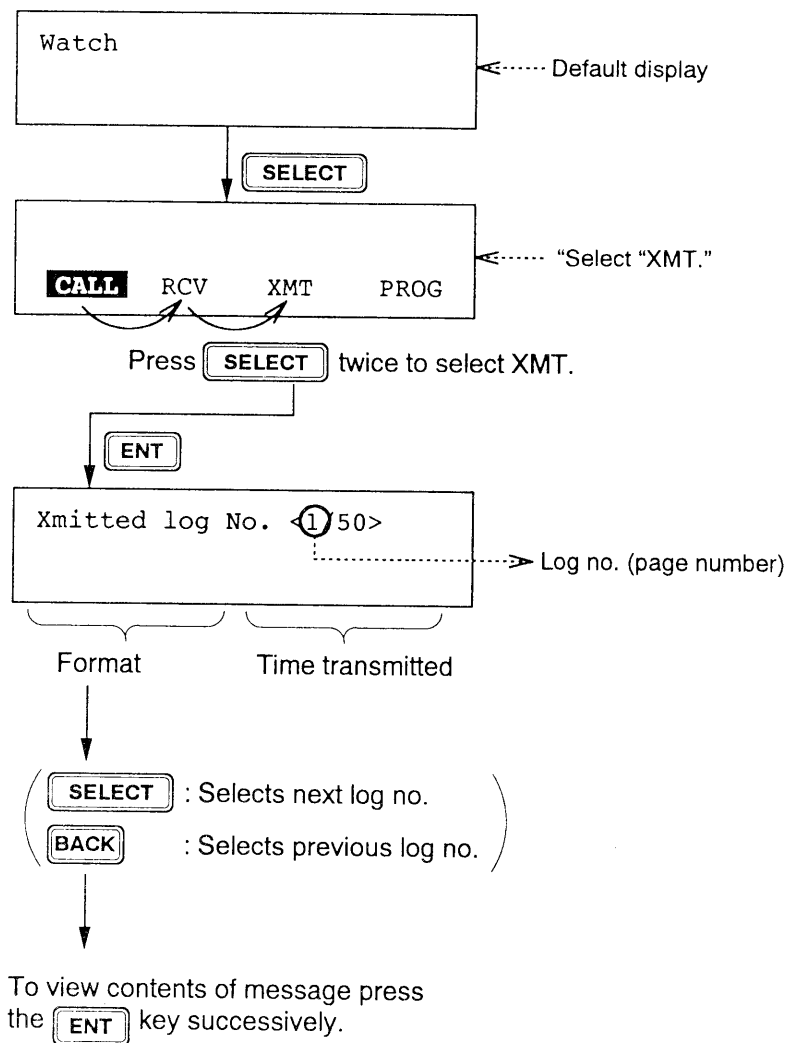 Watch
Default display
SELECT
"Select "XMT."
CALL RCV XMT PROG
Press SELECT twice to select XMT.
ENT
Xmitted log No. <1/50>
Log no. (page number)
Format Time transmitted
SELECT : Selects next log no.
BACK : Selects previous log no.
To view contents of message press
the ENT key successively.